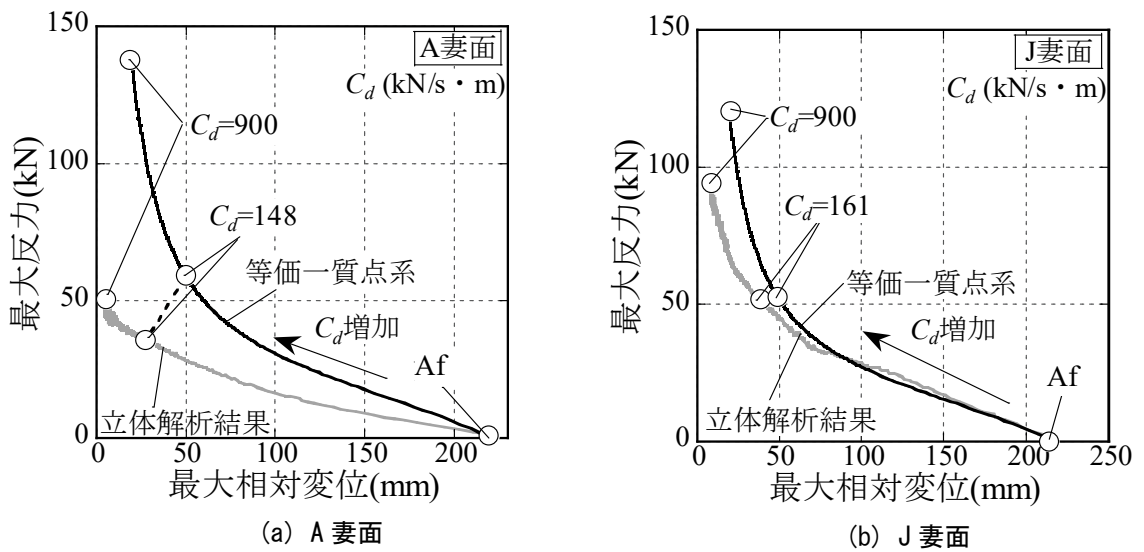 150
A妻面
C_d (kN/s・m)
C_d=900
100
C_d=148
等価一質点系
50
C_d増加
Af
立体解析結果
0
0 50 100 150 200
最大反力(kN)
最大相対変位(mm)
(a) A 妻面
150
J妻面
C_d (kN/s・m)
C_d=900
100
C_d=161
等価一質点系
50
C_d増加
Af
立体解析結果
0
0 50 100 150 200 250
最大反力(kN)
最大相対変位(mm)
(b) J 妻面